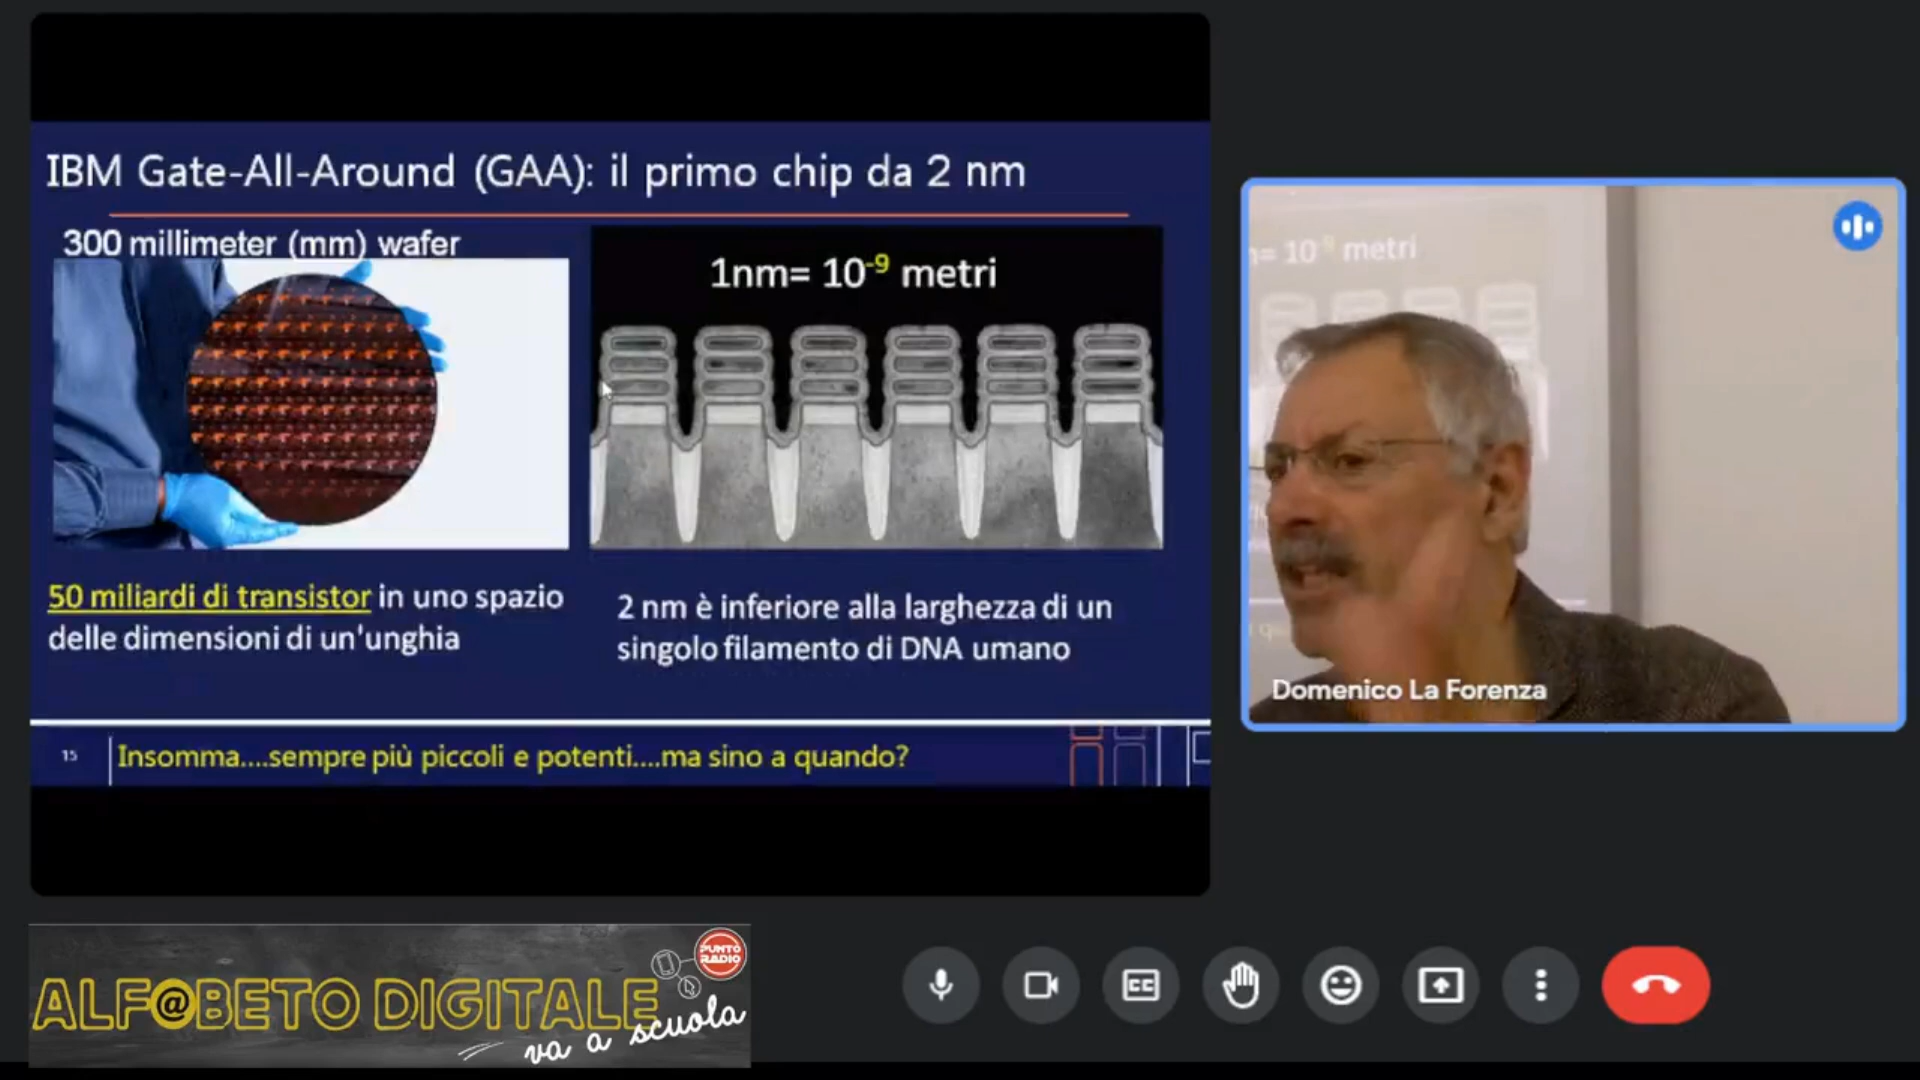 IBM Gate-All-Around (GAA): il primo chip da 2 nm
300 millimeter (mm) wafer
1nm= 10-9 metri
50 miliardi di transistor in uno spazio
delle dimensioni di un'unghia
2 nm è inferiore alla larghezza di un
singolo filamento di DNA umano
15
Insomma....sempre più piccoli e potenti....ma sino a quando?
= 10-9 metri
Domenico La Forenza
PUNTO
RADIO
ALF@BETO DIGITALE
va a scuola
CC